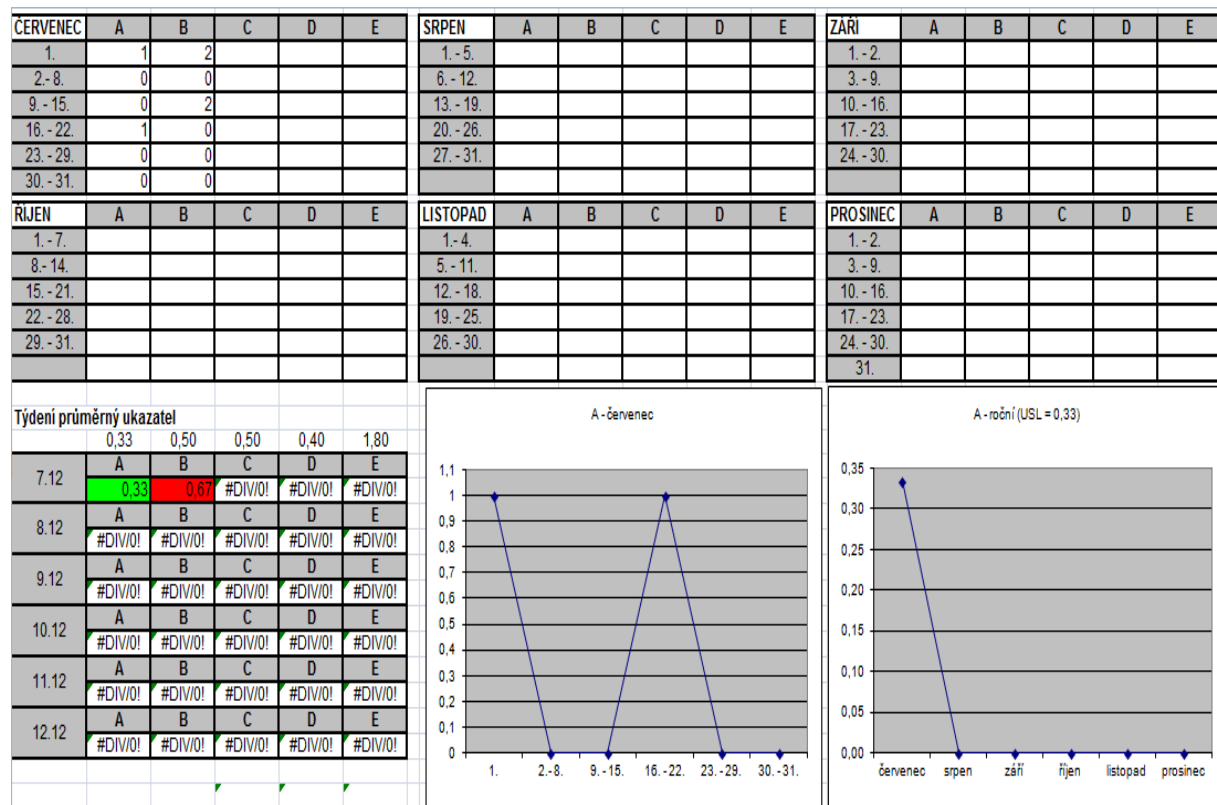 ČERVENEC A B C D E SRPEN A B C D E ZÁŘÍ A B C D E
1. 1 2 1. - 5. 1. - 2.
2.- 8. 0 0 6. - 12. 3. - 9.
9. - 15. 0 2 13. - 19. 10. - 16.
16. - 22. 1 0 20. - 26. 17. - 23.
23. - 29. 0 0 27. - 31. 24. - 30.
30. - 31. 0 0
ŘÍJEN A B C D E LISTOPAD A B C D E PROSINEC A B C D E
1. - 7. 1.- 4. 1. - 2.
8.- 14. 5. - 11. 3. - 9.
15. - 21. 12. - 18. 10. - 16.
22. - 28. 19. - 25. 17. - 23.
29. - 31. 26. - 30. 24. - 30.
31.
Týdení průměrný ukazatel
0,33 0,50 0,50 0,40 1,80
7.12 A B C D E
0,33 0,67 #DIV/0! #DIV/0! #DIV/0!
8.12 A B C D E
#DIV/0! #DIV/0! #DIV/0! #DIV/0! #DIV/0!
9.12 A B C D E
#DIV/0! #DIV/0! #DIV/0! #DIV/0! #DIV/0!
10.12 A B C D E
#DIV/0! #DIV/0! #DIV/0! #DIV/0! #DIV/0!
11.12 A B C D E
#DIV/0! #DIV/0! #DIV/0! #DIV/0! #DIV/0!
12.12 A B C D E
#DIV/0! #DIV/0! #DIV/0! #DIV/0! #DIV/0!
A - červenec
1,1
1
0,9
0,8
0,7
0,6
0,5
0,4
0,3
0,2
0,1
0
1. 2.- 8. 9. - 15. 16. - 22. 23. - 29. 30. - 31.
A - roční (USL = 0,33)
0,35
0,30
0,25
0,20
0,15
0,10
0,05
0,00
červenec srpen září říjen listopad prosinec